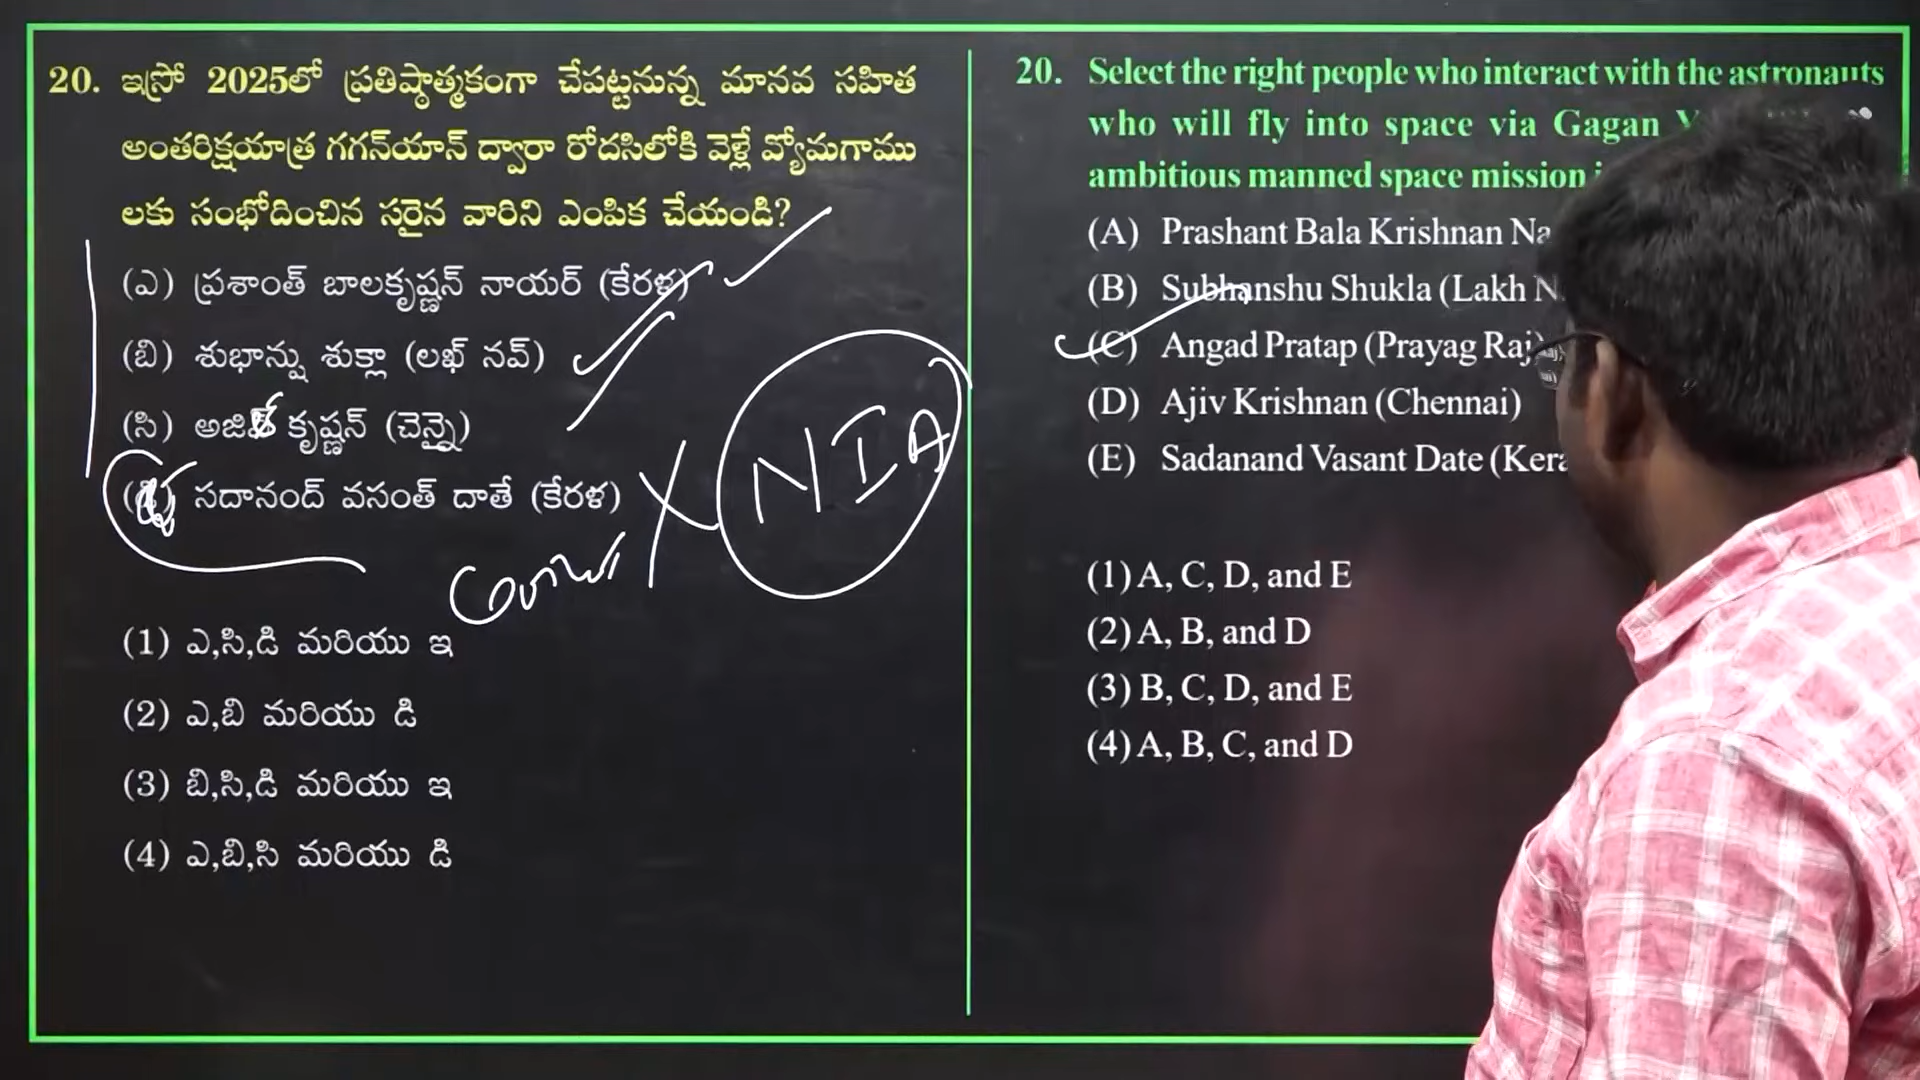 20. ఇస్రో 2025లో ప్రతిష్ఠాత్మకంగా చేపట్టనున్న మానవ సహిత
అంతరిక్షయాత్ర గగన్‌యాన్ ద్వారా రోదసిలోకి వెళ్లే వ్యోమగాము
లకు సంభోదించిన సరైన వారిని ఎంపిక చేయండి?
(ఎ) ప్రశాంత్ బాలకృష్ణన్ నాయర్ (కేరళ)
(బి) శుభాన్షు శుక్లా (లఖ్ నవ్)
(సి) అజిత్ కృష్ణన్ (చెన్నై)
సదానంద్ వసంత్ దాతే (కేరళ)
NIA
(1) ఎ,సి,డి మరియు ఇ
(2) ఎ,బి మరియు డి
(3) బి,సి,డి మరియు ఇ
(4) ఎ,బి,సి మరియు డి
20. Select the right people who interact with the astronauts
who will fly into space via Gagan
ambitious manned space mission
(A) Prashant Bala Krishnan
(B) Subhanshu Shukla (Lakh
(C) Angad Pratap (Prayag Raj)
(D) Ajiv Krishnan (Chennai)
(E) Sadanand Vasant Date
(1) A, C, D, and E
(2) A, B, and D
(3) B, C, D, and E
(4) A, B, C, and D